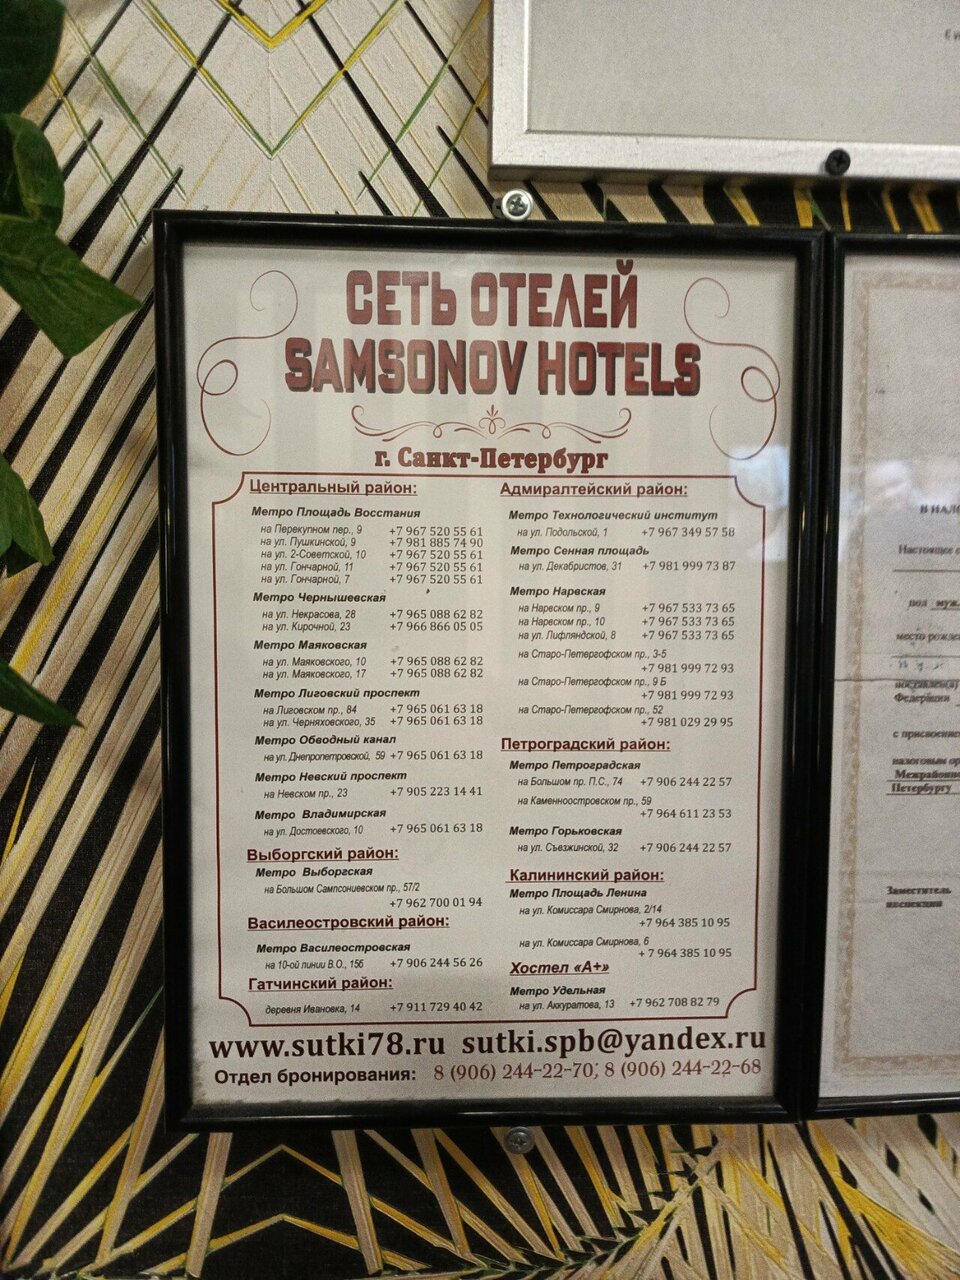 СЕТЬ ОТЕЛЕЙ
SAMSONOV HOTELS
г. Санкт-Петербург
Центральный район:
Метро Площадь Восстания
на Перекупном пер., 9 +7 967 520 55 61
на ул. Пушкинской, 9 +7 981 885 74 90
на ул. 2-Советской, 10 +7 967 520 55 61
на ул. Гончарной, 11 +7 967 520 55 61
на ул. Гончарной, 7 +7 967 520 55 61
Метро Чернышевская
на ул. Некрасова, 28 +7 965 088 62 82
на ул. Кирочной, 23 +7 966 866 05 05
Метро Маяковская
на ул. Маяковского, 10 +7 965 088 62 82
на ул. Маяковского, 17 +7 965 088 62 82
Метро Лиговский проспект
на Лиговском пр., 84 +7 965 061 63 18
на ул. Черняховского, 35 +7 965 061 63 18
Метро Обводный канал
на ул. Днепропетровской, 59 +7 965 061 63 18
Метро Невский проспект
на Невском пр., 23 +7 905 223 14 41
Метро Владимирская
на ул. Достоевского, 10 +7 965 061 63 18
Выборгский район:
Метро Выборгская
на Большом Сампсониевском пр., 57/2
+7 962 700 01 94
Василеостровский район:
Метро Василеостровская
на 10-ой линии В.О., 15б +7 906 244 56 26
Гатчинский район:
деревня Ивановка, 14 +7 911 729 40 42
Адмиралтейский район:
Метро Технологический институт
на ул. Подольской, 1 +7 967 349 57 58
Метро Сенная площадь
на ул. Декабристов, 31 +7 981 999 73 87
Метро Нарвская
на Нарвском пр., 9 +7 967 533 73 65
на Нарвском пр., 10 +7 967 533 73 65
на ул. Лифляндской, 8 +7 967 533 73 65
на Старо-Петергофском пр., 3-5
+7 981 999 72 93
на Старо-Петергофском пр., 9 Б
+7 981 999 72 93
на Старо-Петергофском пр., 52
+7 981 029 29 95
Петроградский район:
Метро Петроградская
на Большом пр. П.С., 74 +7 906 244 22 57
на Каменноостровском пр., 59
+7 964 611 23 53
Метро Горьковская
на ул. Съезжинской, 32 +7 906 244 22 57
Калининский район:
Метро Площадь Ленина
на ул. Комиссара Смирнова, 2/14
+7 964 385 10 95
на ул. Комиссара Смирнова, 6
+7 964 385 10 95
Хостел «А+»
Метро Удельная
на ул. Аккуратова, 13 +7 962 708 82 79
www.sutki78.ru sutki.spb@yandex.ru
Отдел бронирования: 8 (906) 244-22-70; 8 (906) 244-22-68
Настоящее
пол муж.
место рожде
Федерации
с присвоением
налоговым ор
Межрайонн
Петербургу
Заместитель
инспекции